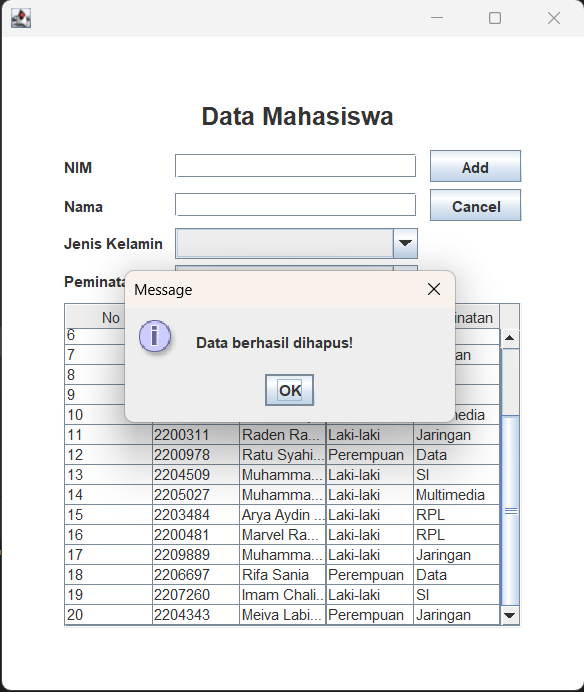 Data Mahasiswa
NIM Add
Nama Cancel
Jenis Kelamin
Message
Data berhasil dihapus!
OK
No
6
7
8
9
10
11 2200311 Raden Ra... Laki-laki Jaringan
12 2200978 Ratu Syahi... Perempuan Data
13 2204509 Muhamma... Laki-laki SI
14 2205027 Muhamma... Laki-laki Multimedia
15 2203484 Arya Aydin ... Laki-laki RPL
16 2200481 Marvel Ra... Laki-laki RPL
17 2209889 Muhamma... Laki-laki Jaringan
18 2206697 Rifa Sania Perempuan Data
19 2207260 Imam Chali... Laki-laki SI
20 2204343 Meiva Labi... Perempuan Jaringan